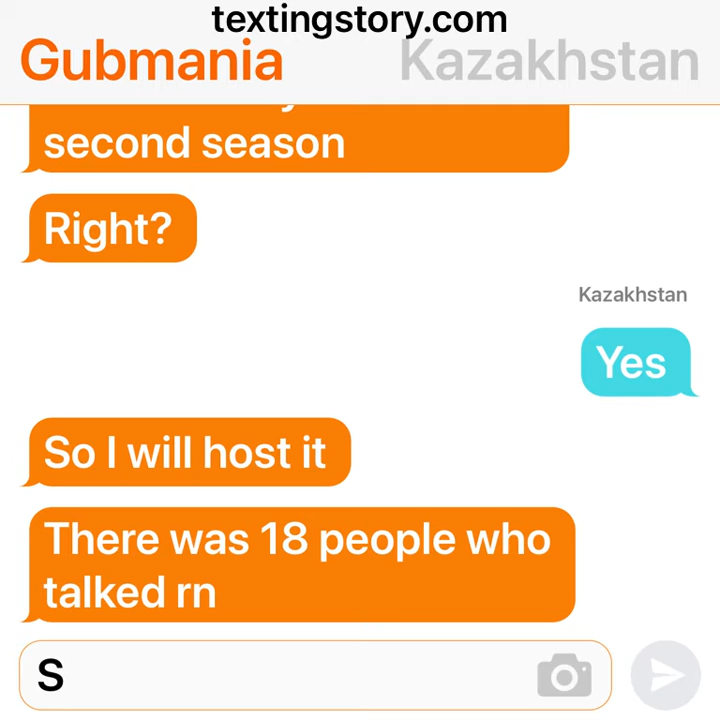 textingstory.com
Gubmania
Kazakhstan
second season
Right?
Kazakhstan
Yes
So I will host it
There was 18 people who
talked rn
S